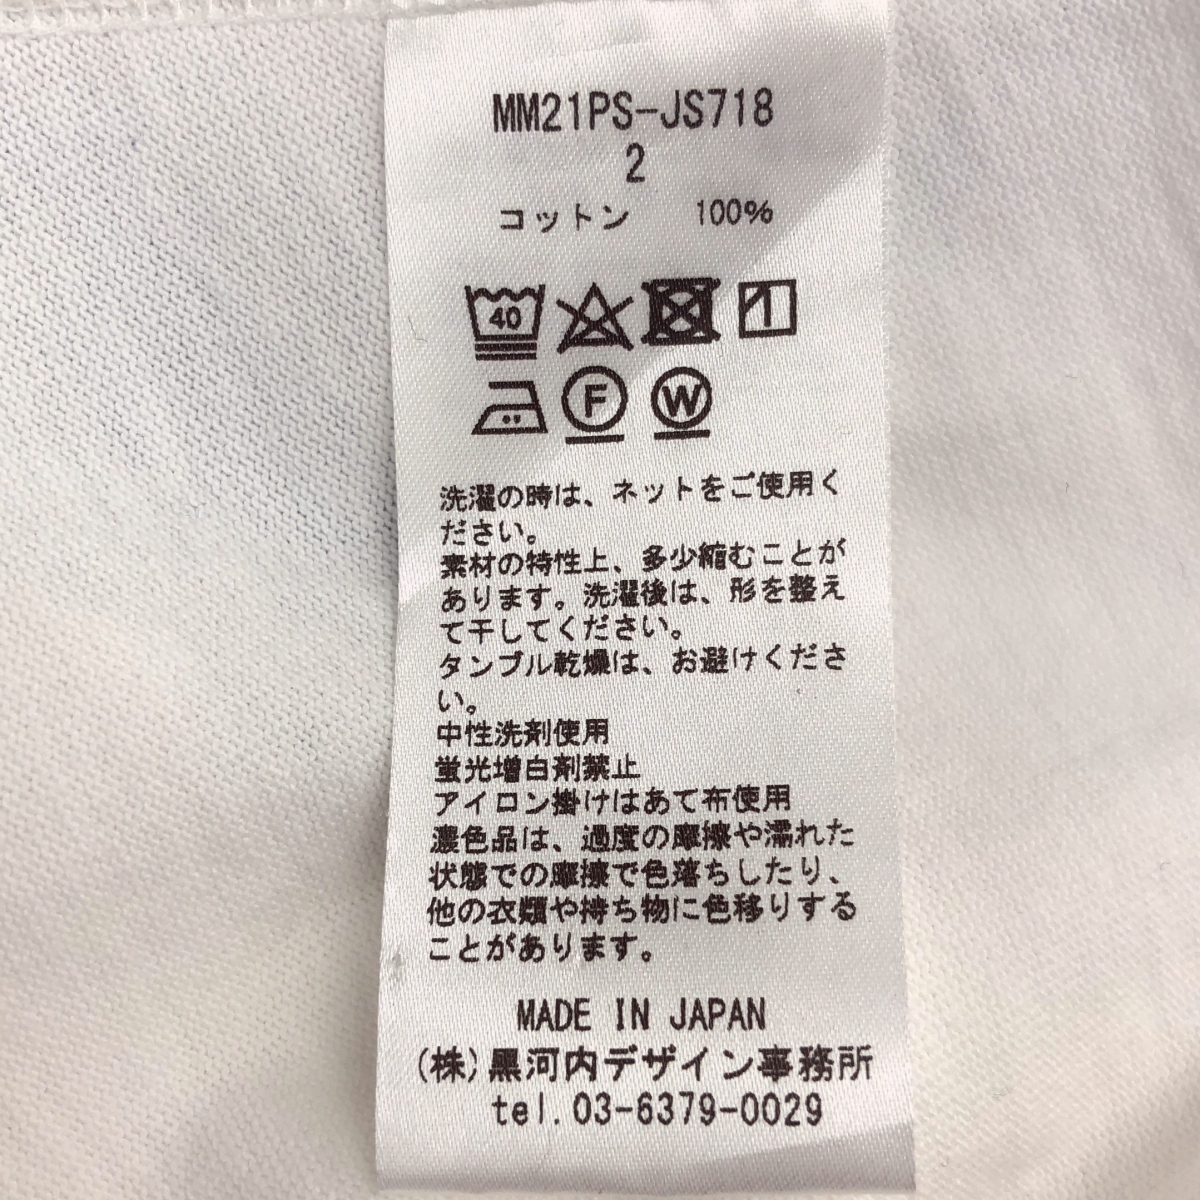 MM21PS-JS718
2
コットン 100%
40
F W
洗濯の時は、ネットをご使用く
ださい。
素材の特性上、多少縮むことが
あります。洗濯後は、形を整え
て干してください。
タンブル乾燥は、お避けくださ
い。
中性洗剤使用
蛍光増白剤禁止
アイロン掛けはあて布使用
濃色品は、過度の摩擦や濡れた
状態での摩擦で色落ちしたり、
他の衣類や持ち物に色移りする
ことがあります。
MADE IN JAPAN
(株)黒河内デザイン事務所
tel.03-6379-0029